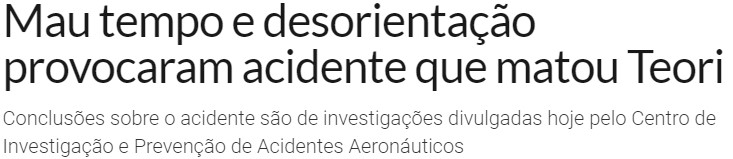 Mau tempo e desorientação
provocaram acidente que matou Teori
Conclusões sobre o acidente são de investigações divulgadas hoje pelo Centro de
Investigação e Prevenção de Acidentes Aeronáuticos